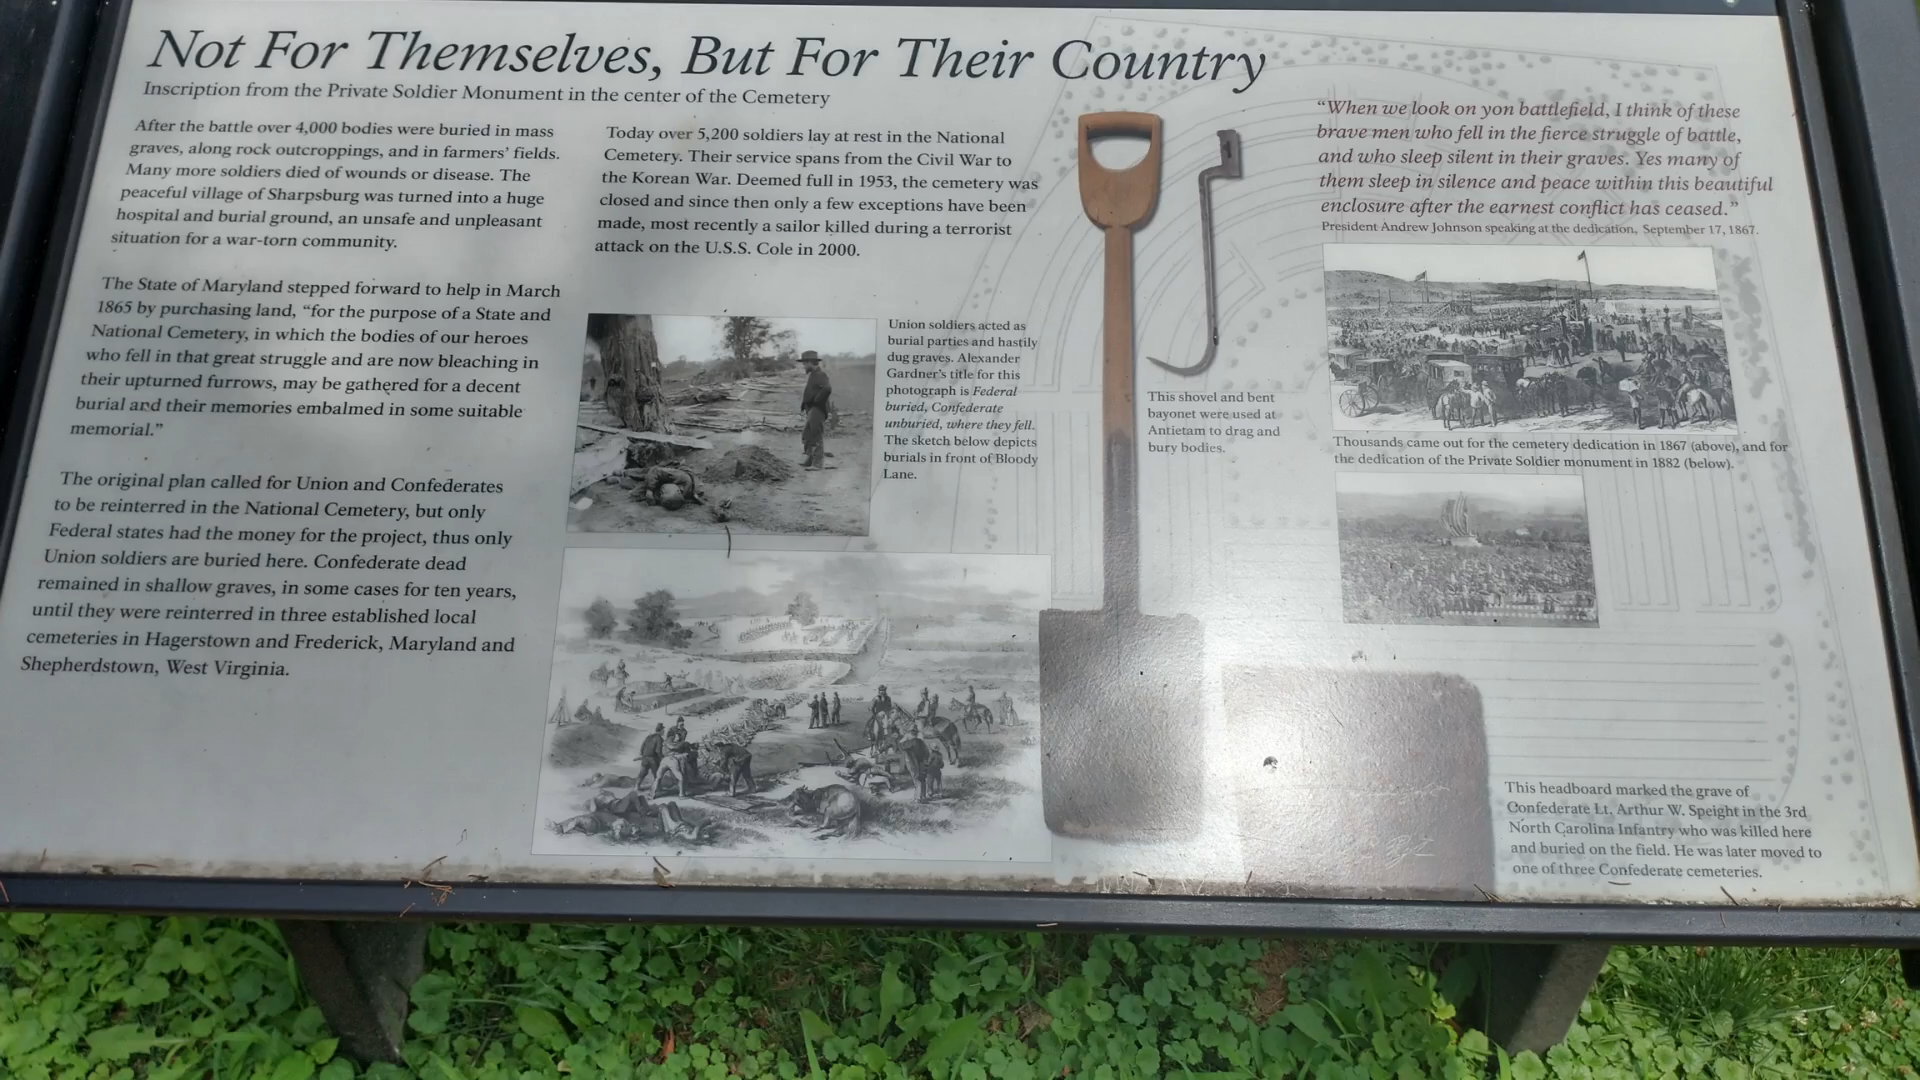 Not For Themselves, But For Their Country
Inscription from the Private Soldier Monument in the center of the Cemetery
After the battle over 4,000 bodies were buried in mass
graves, along rock outcroppings, and in farmers' fields.
Many more soldiers died of wounds or disease. The
peaceful village of Sharpsburg was turned into a huge
hospital and burial ground, an unsafe and unpleasant
situation for a war-torn community.
The State of Maryland stepped forward to help in March
1865 by purchasing land, "for the purpose of a State and
National Cemetery, in which the bodies of our heroes
who fell in that great struggle and are now bleaching in
their upturned furrows, may be gathered for a decent
burial and their memories embalmed in some suitable
memorial."
The original plan called for Union and Confederates
to be reinterred in the National Cemetery, but only
Federal states had the money for the project, thus only
Union soldiers are buried here. Confederate dead
remained in shallow graves, in some cases for ten years,
until they were reinterred in three established local
cemeteries in Hagerstown and Frederick, Maryland and
Shepherdstown, West Virginia.
Today over 5,200 soldiers lay at rest in the National
Cemetery. Their service spans from the Civil War to
the Korean War. Deemed full in 1953, the cemetery was
closed and since then only a few exceptions have been
made, most recently a sailor killed during a terrorist
attack on the U.S.S. Cole in 2000.
Union soldiers acted as
burial parties and hastily
dug graves. Alexander
Gardner's title for this
photograph is Federal
buried, Confederate
unburied, where they fell.
The sketch below depicts
burials in front of Bloody
Lane.
This shovel and bent
bayonet were used at
Antietam to drag and
bury bodies.
"When we look on yon battlefield, I think of these
brave men who fell in the fierce struggle of battle,
and who sleep silent in their graves. Yes many of
them sleep in silence and peace within this beautiful
enclosure after the earnest conflict has ceased."
President Andrew Johnson speaking at the dedication, September 17, 1867.
Thousands came out for the cemetery dedication in 1867 (above), and for
the dedication of the Private Soldier monument in 1882 (below).
This headboard marked the grave of
Confederate Lt. Arthur W. Speight in the 3rd
North Carolina Infantry who was killed here
and buried on the field. He was later moved to
one of three Confederate cemeteries.